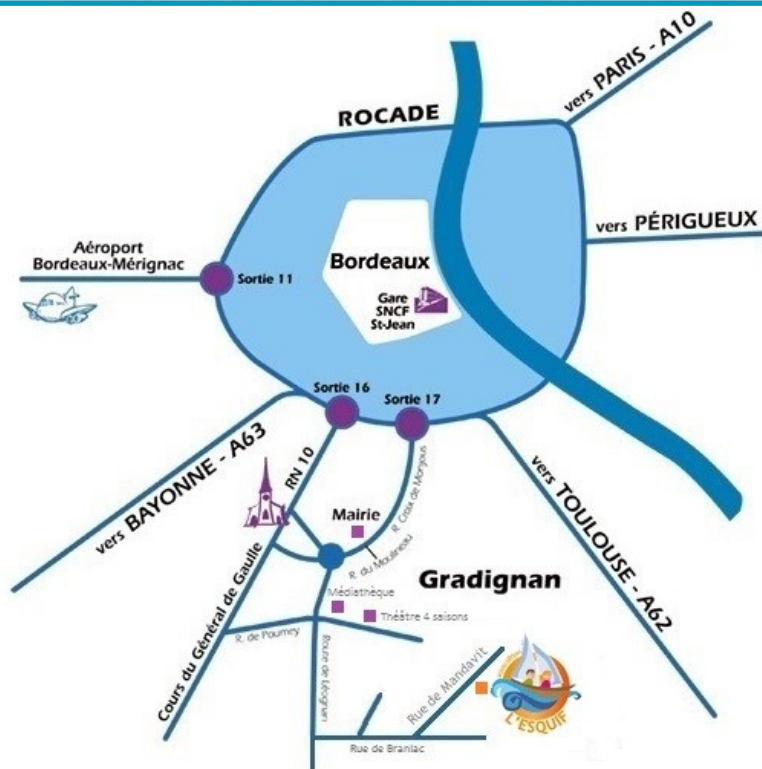 vers PARIS - A10
ROCADE
vers PÉRIGUEUX
Aéroport
Bordeaux-Mérignac
Sortie 11
Bordeaux
Gare
SNCF
St-Jean
Sortie 16
Sortie 17
vers BAYONNE - A63
RN 10
R. Croix de Monjous
vers TOULOUSE - A62
Mairie
R. du Moulineau
Cours du Général de Gaulle
Gradignan
Médiathèque
Théâtre 4 saisons
R. de Poumey
Route de Léognan
Rue de Mandavit
L'ESQUIF
Rue de Braniac